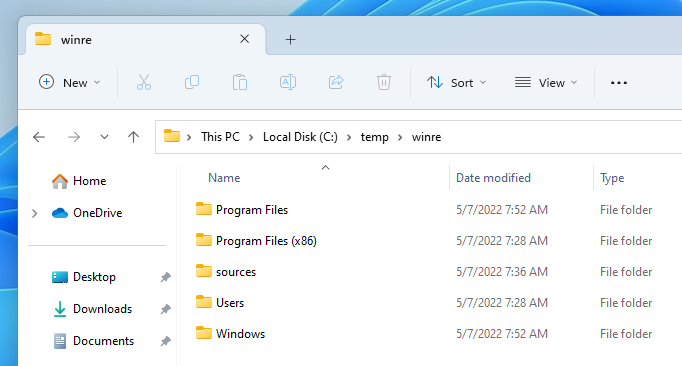 winre
New
Sort
View
This PC > Local Disk (C:) > temp > winre
Home
OneDrive
Desktop
Downloads
Documents
Name Date modified Type
Program Files 5/7/2022 7:52 AM File folder
Program Files (x86) 5/7/2022 7:28 AM File folder
sources 5/7/2022 7:36 AM File folder
Users 5/7/2022 7:28 AM File folder
Windows 5/7/2022 7:52 AM File folder